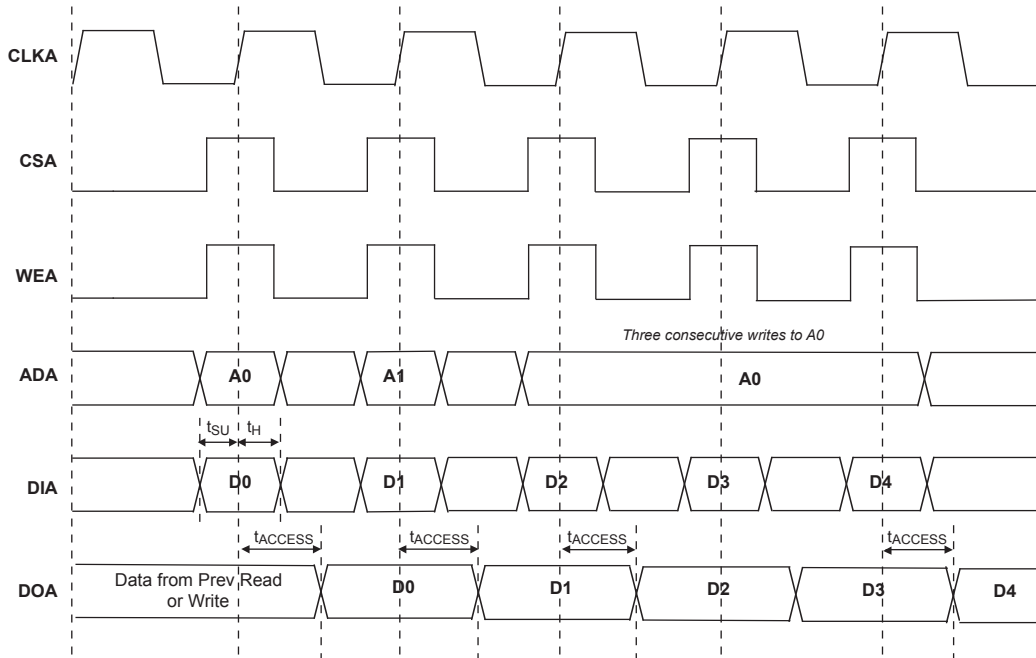 CLKA
CSA
WEA
Three consecutive writes to A0
ADA A0 A1 A0
tSU tH
DIA D0 D1 D2 D3 D4
tACCESS tACCESS tACCESS tACCESS
DOA Data from Prev Read D0 D1 D2 D3 D4
or Write